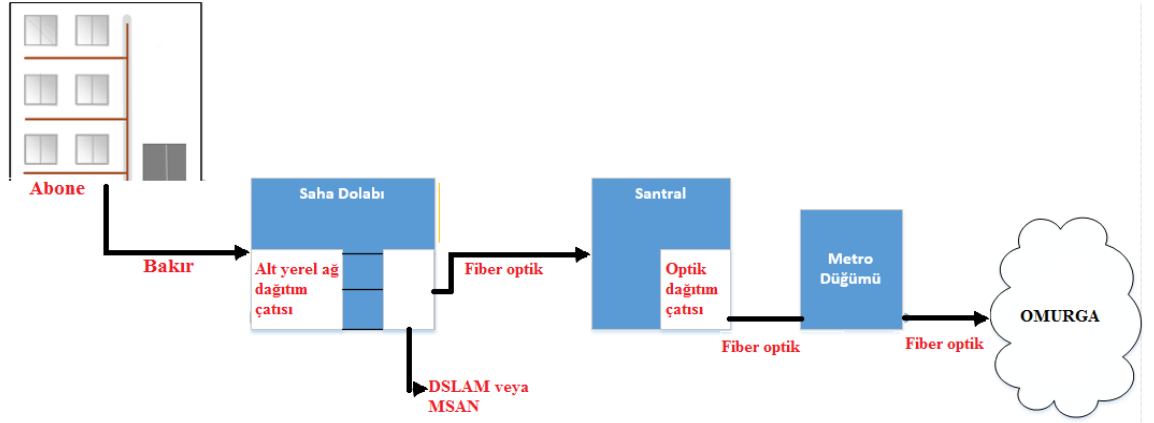 Abone
Bakır
Saha Dolabı
Alt yerel ağ
dağıtım
çatısı
DSLAM veya
MSAN
Fiber optik
Santral
Optik
dağıtım
çatısı
Fiber optik
Metro
Düğümü
Fiber optik
OMURGA